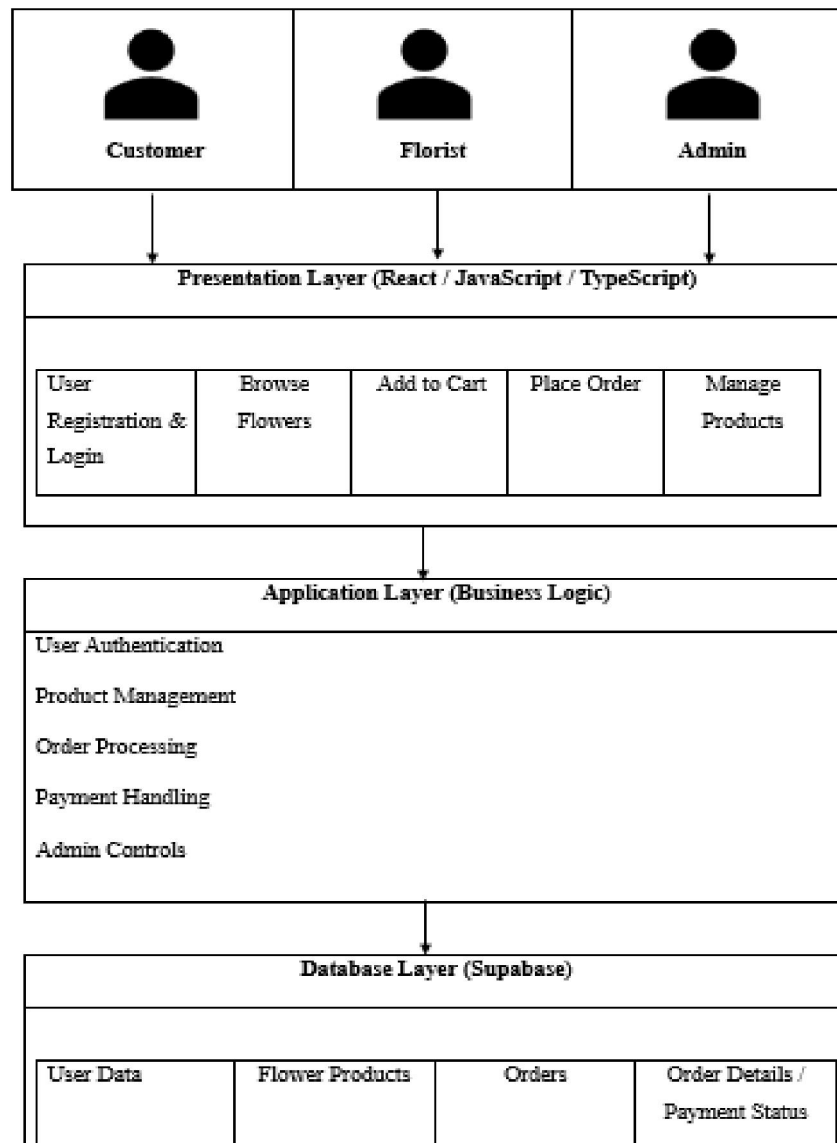 Customer
Florist
Admin
Presentation Layer (React / JavaScript / TypeScript)
User
Registration &
Login
Browse
Flowers
Add to Cart
Place Order
Manage
Products
Application Layer (Business Logic)
User Authentication
Product Management
Order Processing
Payment Handling
Admin Controls
Database Layer (Supabase)
User Data
Flower Products
Orders
Order Details /
Payment Status